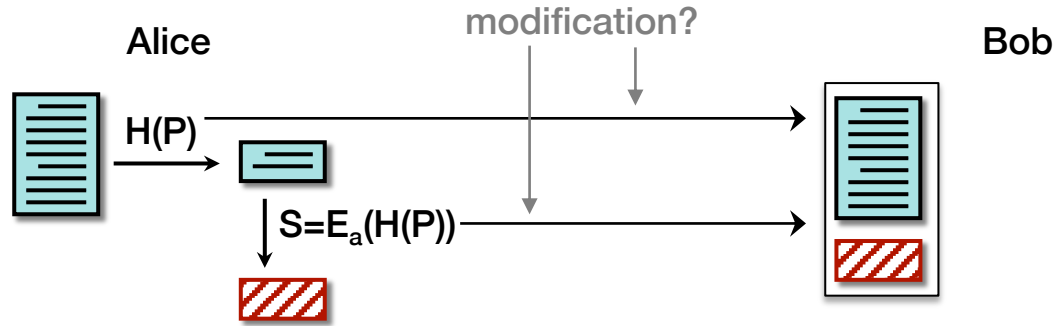 modification?
Alice
Bob
H(P)
S=Eₐ(H(P))